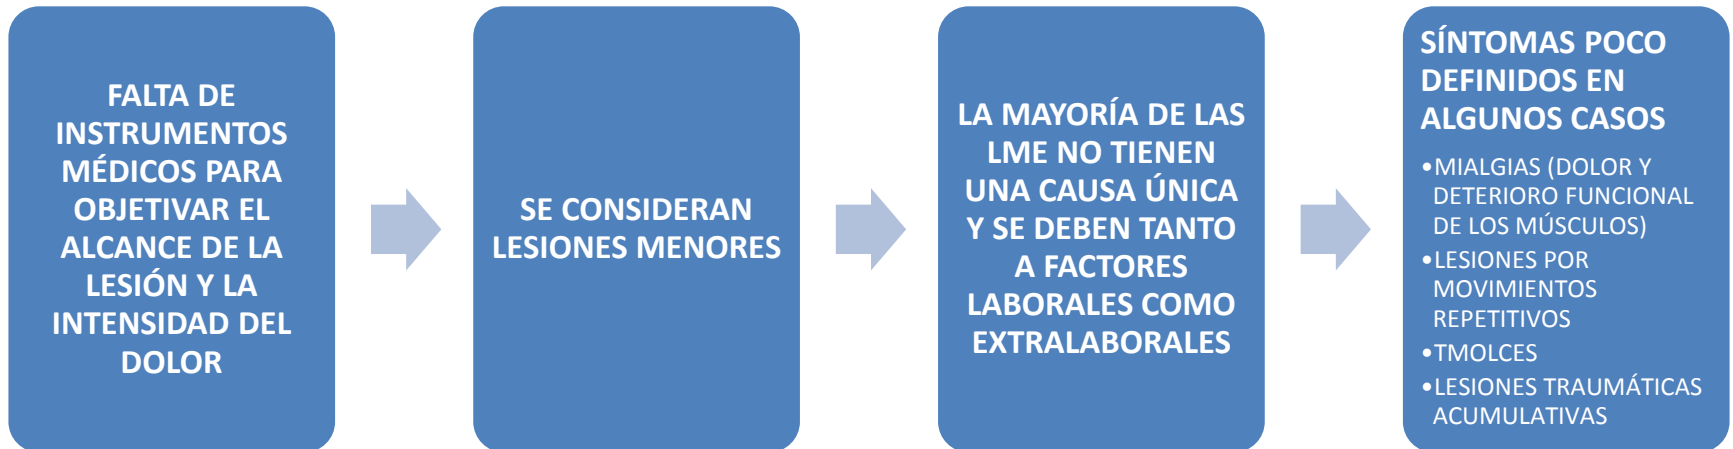 FALTA DE
INSTRUMENTOS
MÉDICOS PARA
OBJETIVAR EL
ALCANCE DE LA
LESIÓN Y LA
INTENSIDAD DEL
DOLOR
SE CONSIDERAN
LESIONES MENORES
LA MAYORÍA DE LAS
LME NO TIENEN
UNA CAUSA ÚNICA
Y SE DEBEN TANTO
A FACTORES
LABORALES COMO
EXTRALABORALES
SÍNTOMAS POCO
DEFINIDOS EN
ALGUNOS CASOS
•MIALGIAS (DOLOR Y
DETERIORO FUNCIONAL
DE LOS MÚSCULOS)
•LESIONES POR
MOVIMIENTOS
REPETITIVOS
•TMOLCES
•LESIONES TRAUMÁTICAS
ACUMULATIVAS